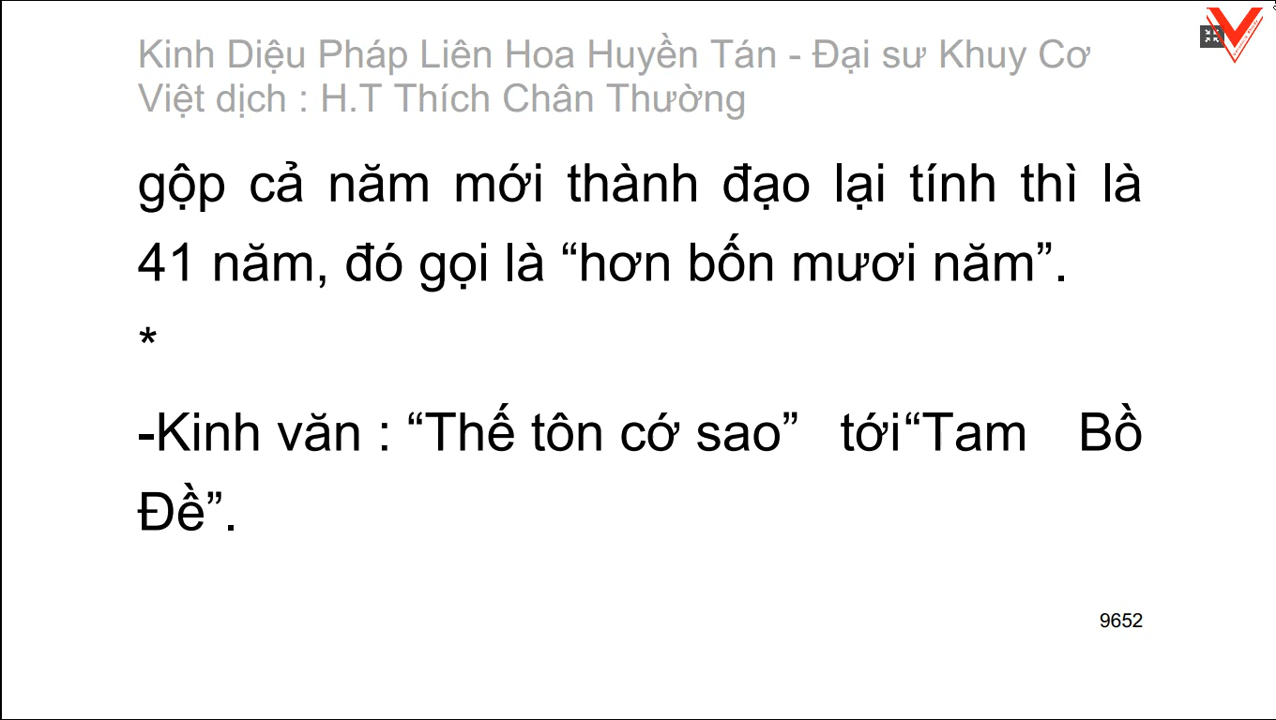 Kinh Diệu Pháp Liên Hoa Huyền Tán - Đại sư Khuy Cơ
Việt dịch : H.T Thích Chân Thường
gộp cả năm mới thành đạo lại tính thì là
41 năm, đó gọi là “hơn bốn mươi năm”.
*
-Kinh văn : “Thế tôn cớ sao” tới“Tam Bồ
Đề”.
9652